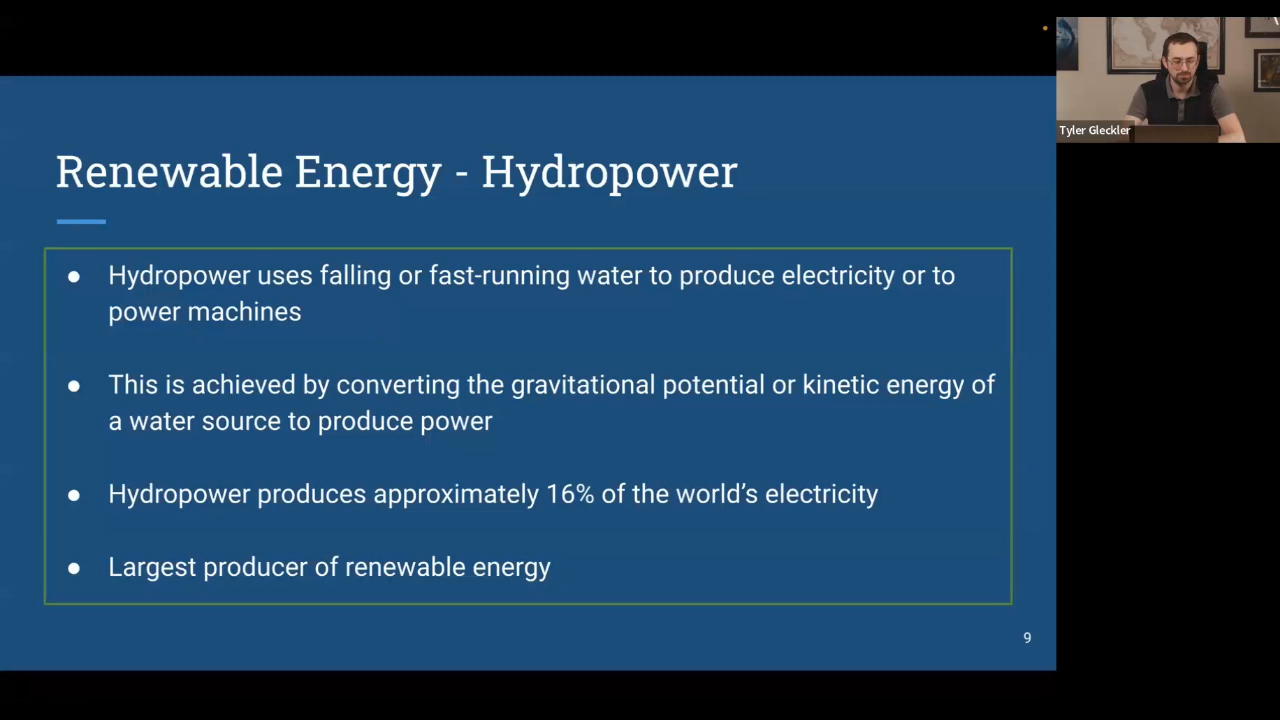 Renewable Energy - Hydropower
● Hydropower uses falling or fast-running water to produce electricity or to
power machines
● This is achieved by converting the gravitational potential or kinetic energy of
a water source to produce power
● Hydropower produces approximately 16% of the world’s electricity
● Largest producer of renewable energy
9
Tyler Gleckler